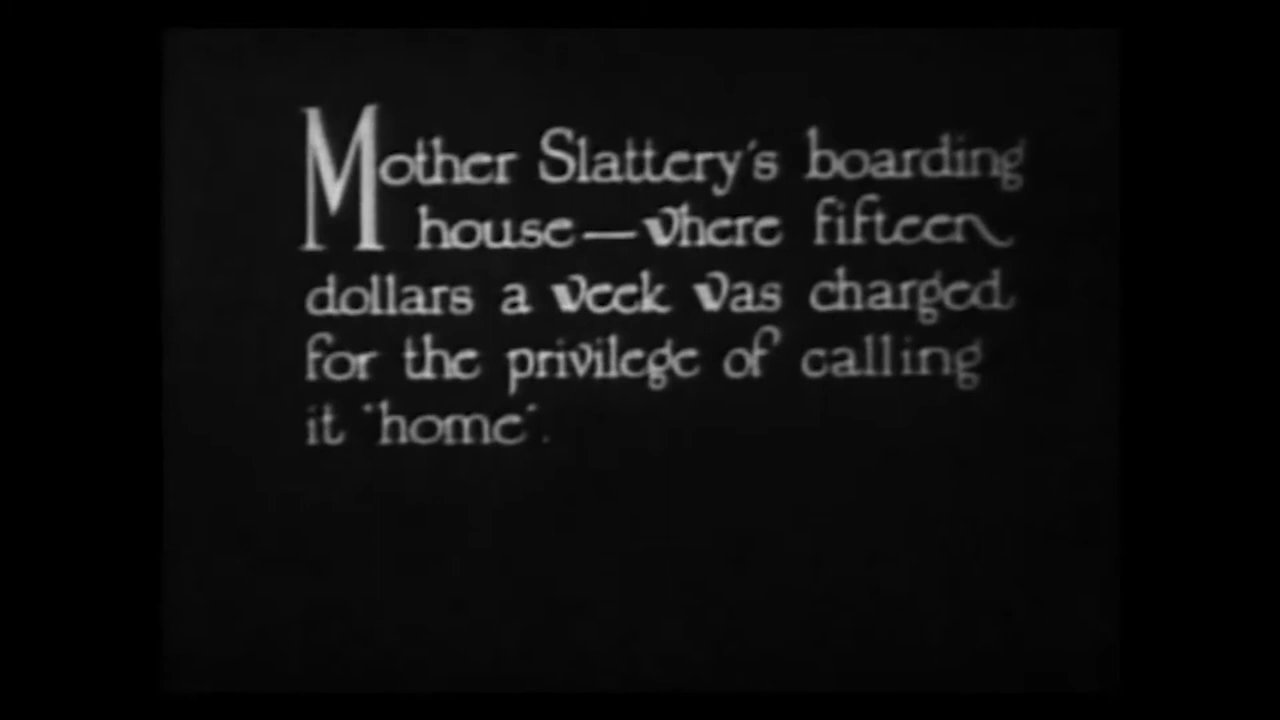 Mother Slattery's boarding
house—where fifteen
dollars a week was charged
for the privilege of calling
it "home".